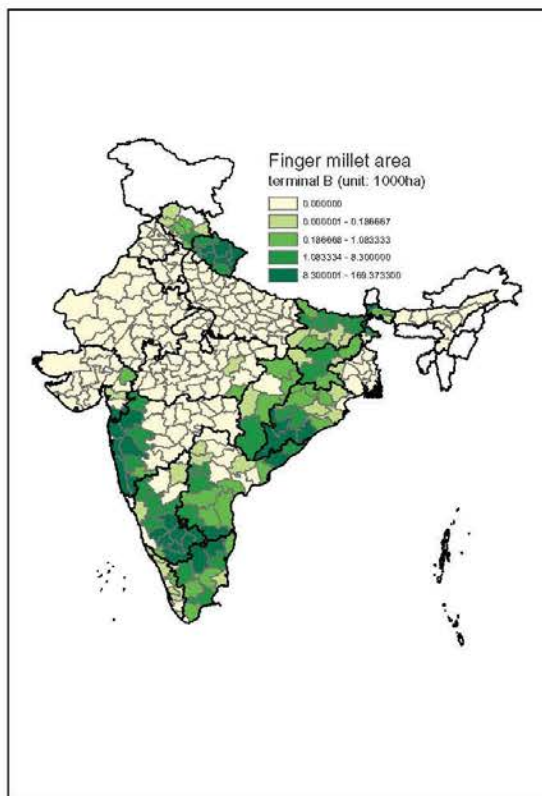 Finger millet area
terminal B (unit: 1000ha)
0.000000
0.000001 - 0.186667
0.186668 - 1.083333
1.083334 - 8.300000
8.300001 - 169.373300